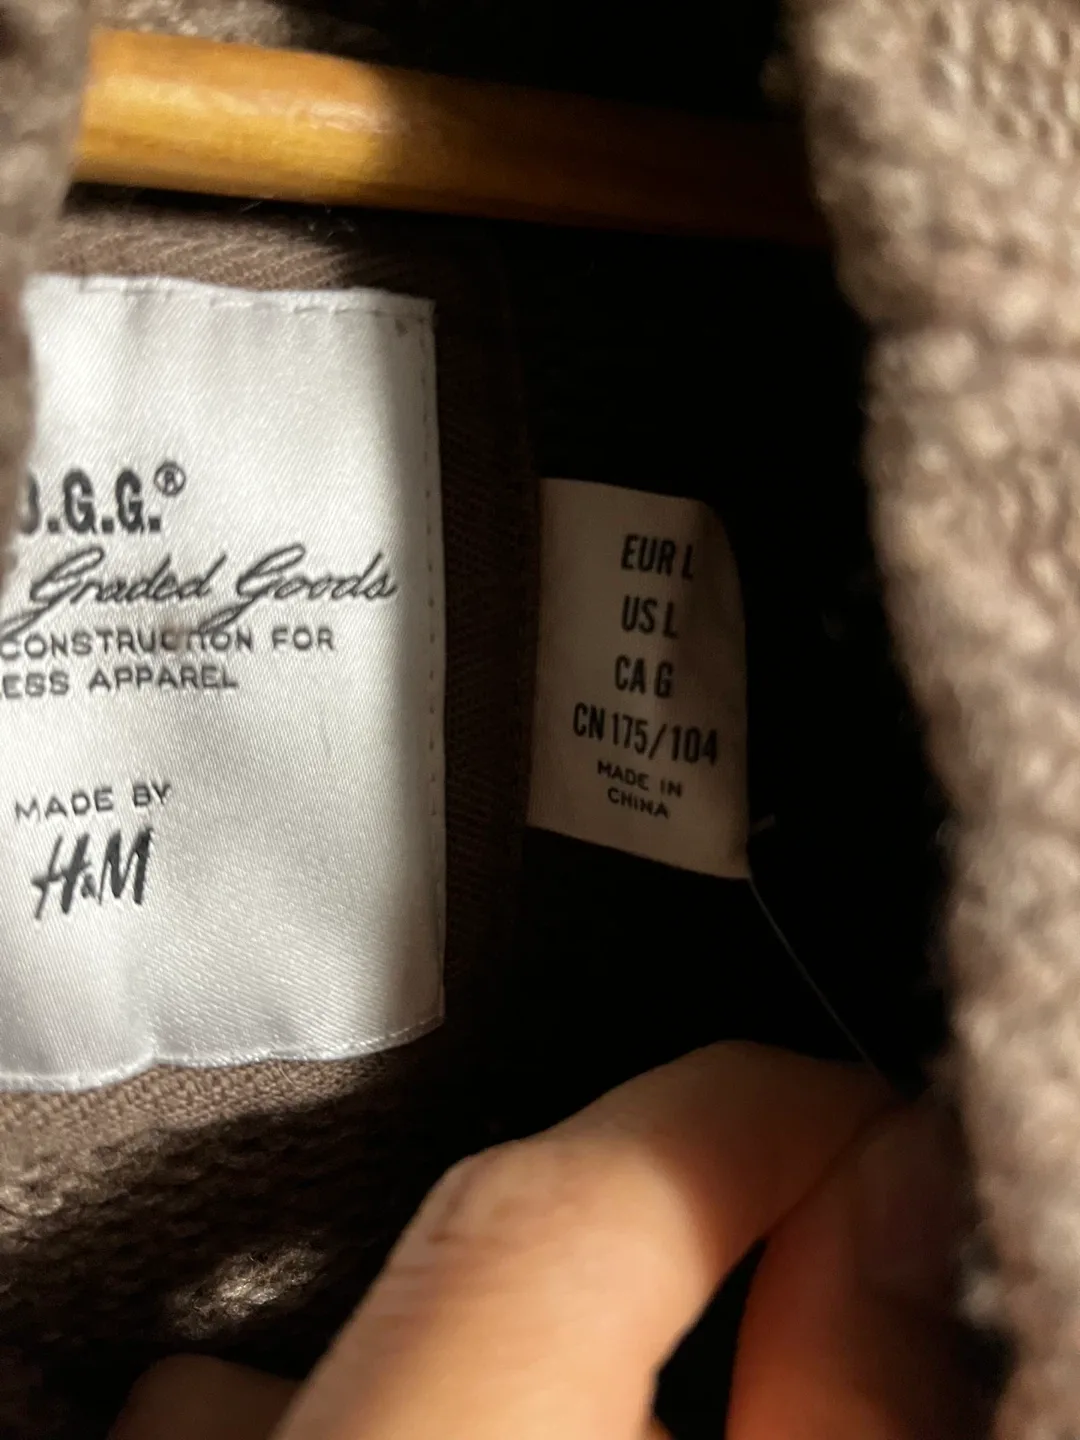 .G.G.®
Graded Goods
CONSTRUCTION FOR
ESS APPAREL
MADE BY
H&M
EUR L
US L
CA G
CN 175/104
MADE IN
CHINA